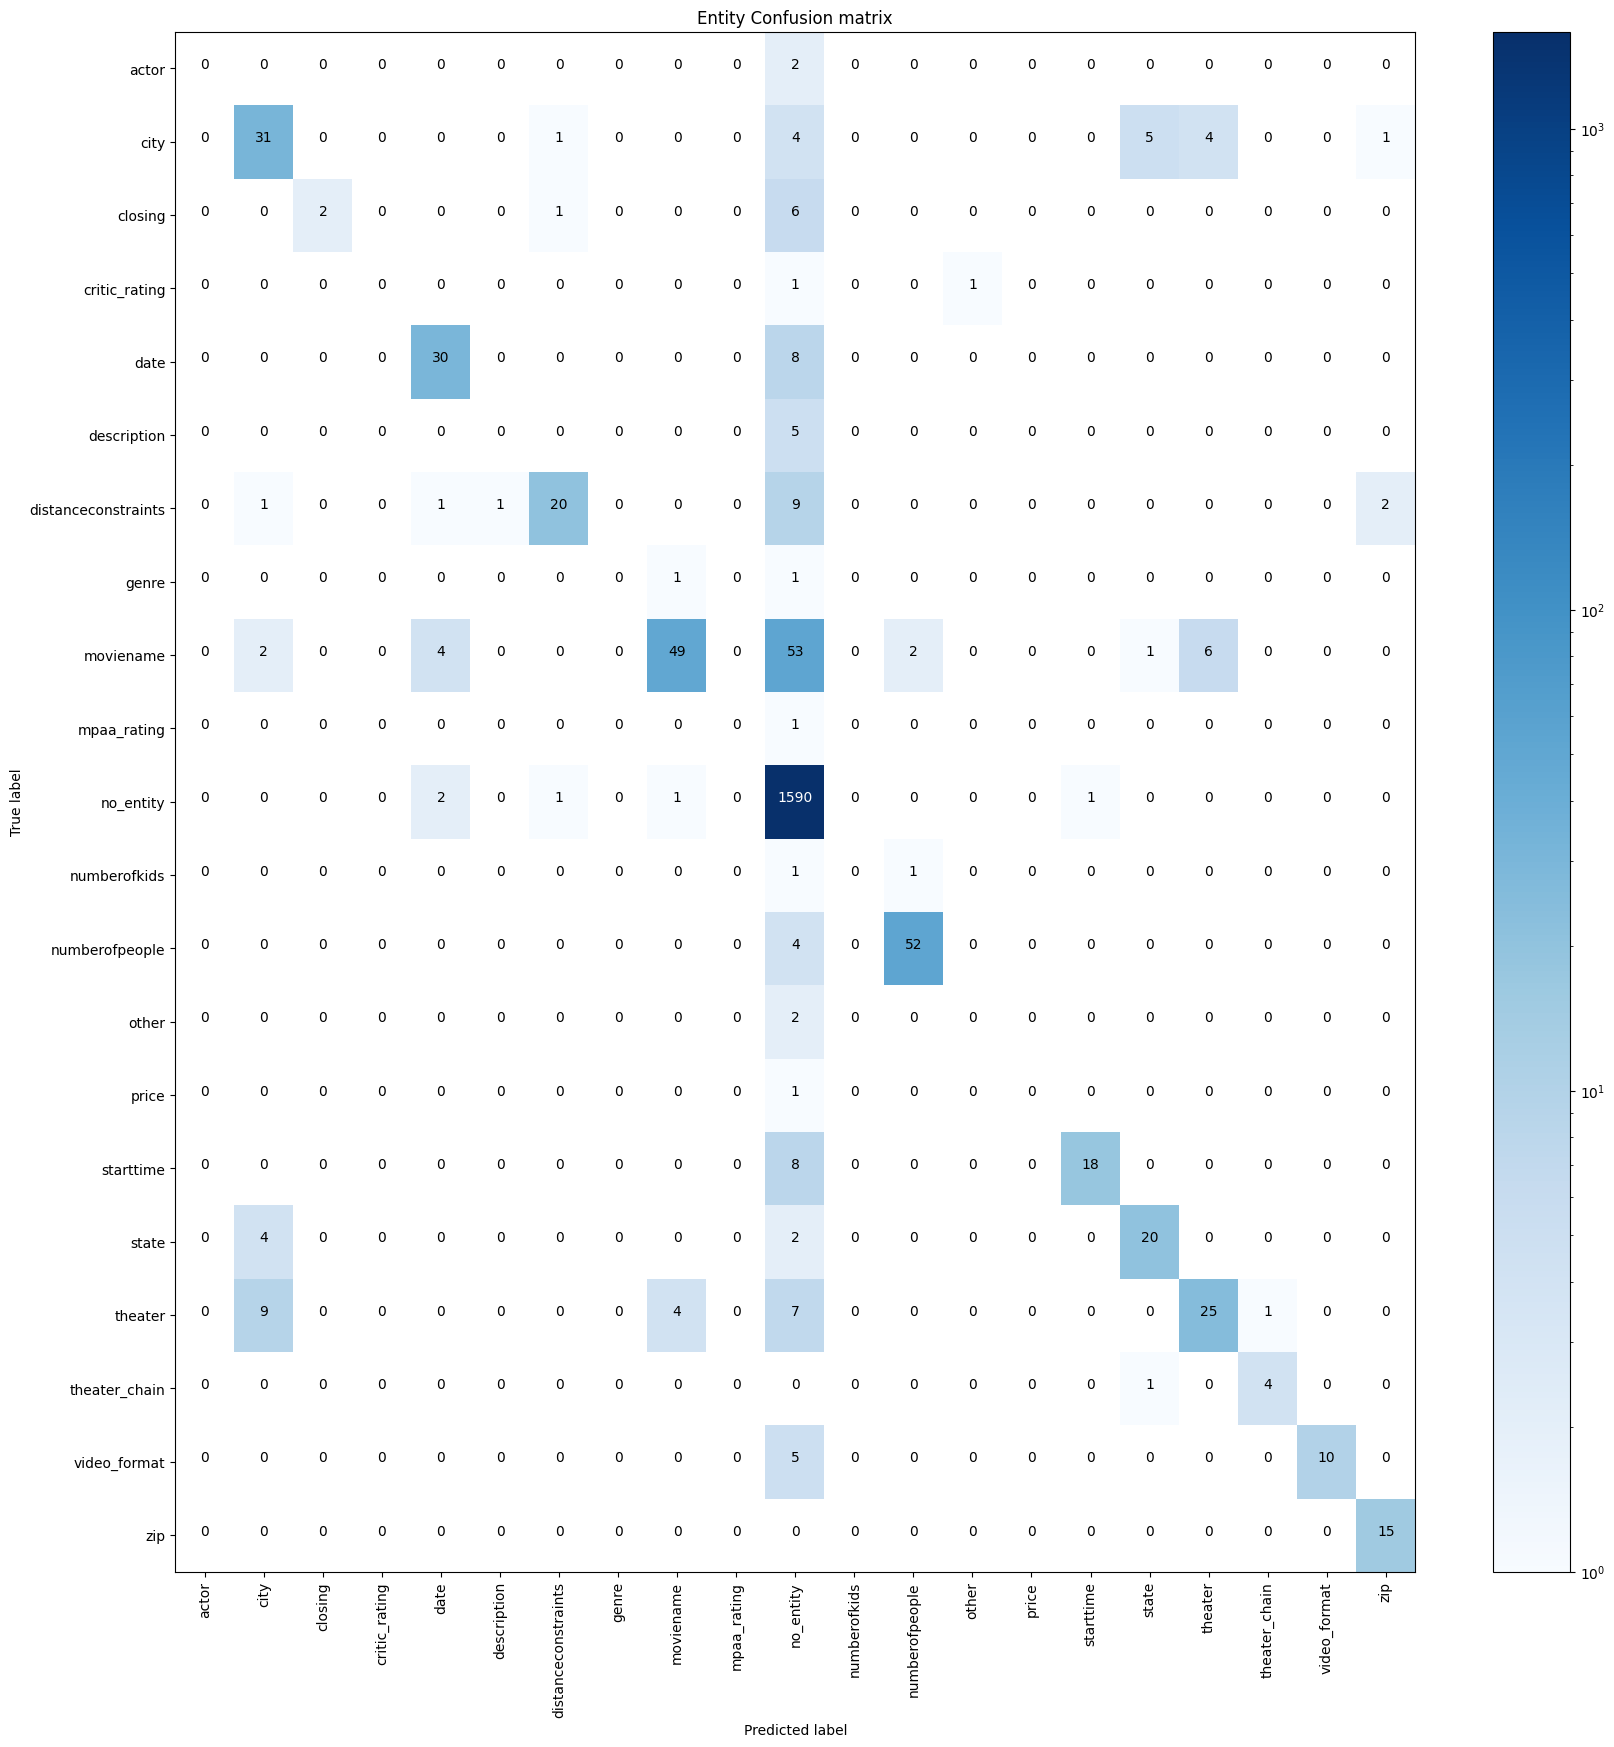 Entity Confusion matrix
actor 0 0 0 0 0 0 0 0 0 0 2 0 0 0 0 0 0 0 0 0 0
city 0 31 0 0 0 0 1 0 0 0 4 0 0 0 0 0 5 4 0 0 1
closing 0 0 2 0 0 0 1 0 0 0 6 0 0 0 0 0 0 0 0 0 0
critic_rating 0 0 0 0 0 0 0 0 0 0 1 0 0 1 0 0 0 0 0 0 0
date 0 0 0 0 30 0 0 0 0 0 8 0 0 0 0 0 0 0 0 0 0
description 0 0 0 0 0 0 0 0 0 0 5 0 0 0 0 0 0 0 0 0 0
distanceconstraints 0 1 0 0 1 1 20 0 0 0 9 0 0 0 0 0 0 0 0 0 2
genre 0 0 0 0 0 0 0 0 1 0 1 0 0 0 0 0 0 0 0 0 0
moviename 0 2 0 0 4 0 0 0 49 0 53 0 2 0 0 0 1 6 0 0 0
mpaa_rating 0 0 0 0 0 0 0 0 0 0 1 0 0 0 0 0 0 0 0 0 0
no_entity 0 0 0 0 2 0 1 0 1 0 1590 0 0 0 0 1 0 0 0 0 0
numberofkids 0 0 0 0 0 0 0 0 0 0 1 0 1 0 0 0 0 0 0 0 0
numberofpeople 0 0 0 0 0 0 0 0 0 0 4 0 52 0 0 0 0 0 0 0 0
other 0 0 0 0 0 0 0 0 0 0 2 0 0 0 0 0 0 0 0 0 0
price 0 0 0 0 0 0 0 0 0 0 1 0 0 0 0 0 0 0 0 0 0
starttime 0 0 0 0 0 0 0 0 0 0 8 0 0 0 0 18 0 0 0 0 0
state 0 4 0 0 0 0 0 0 0 0 2 0 0 0 0 0 20 0 0 0 0
theater 0 9 0 0 0 0 0 0 4 0 7 0 0 0 0 0 0 25 1 0 0
theater_chain 0 0 0 0 0 0 0 0 0 0 0 0 0 0 0 0 1 0 4 0 0
video_format 0 0 0 0 0 0 0 0 0 0 5 0 0 0 0 0 0 0 0 10 0
zip 0 0 0 0 0 0 0 0 0 0 0 0 0 0 0 0 0 0 0 0 15
True label
actor city closing critic_rating date description distanceconstraints genre moviename mpaa_rating no_entity numberofkids numberofpeople other price starttime state theater theater_chain video_format zip
Predicted label
10³
10²
10¹
10⁰